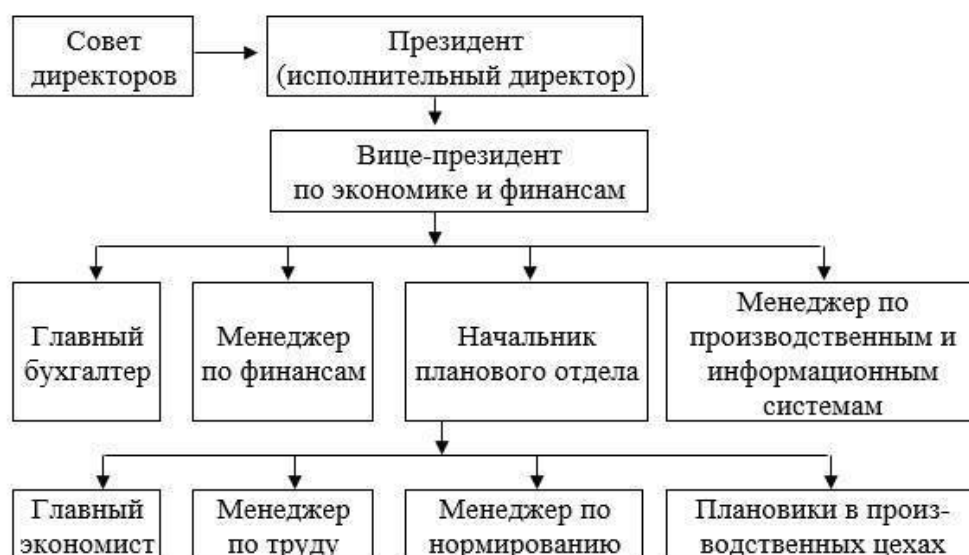 Совет
директоров
Президент
(исполнительный директор)
Вице-президент
по экономике и финансам
Главный
бухгалтер
Менеджер
по финансам
Начальник
планового отдела
Менеджер по
производственным и
информационным
системам
Главный
экономист
Менеджер
по труду
Менеджер по
нормированию
Плановики в произ-
водственных цехах